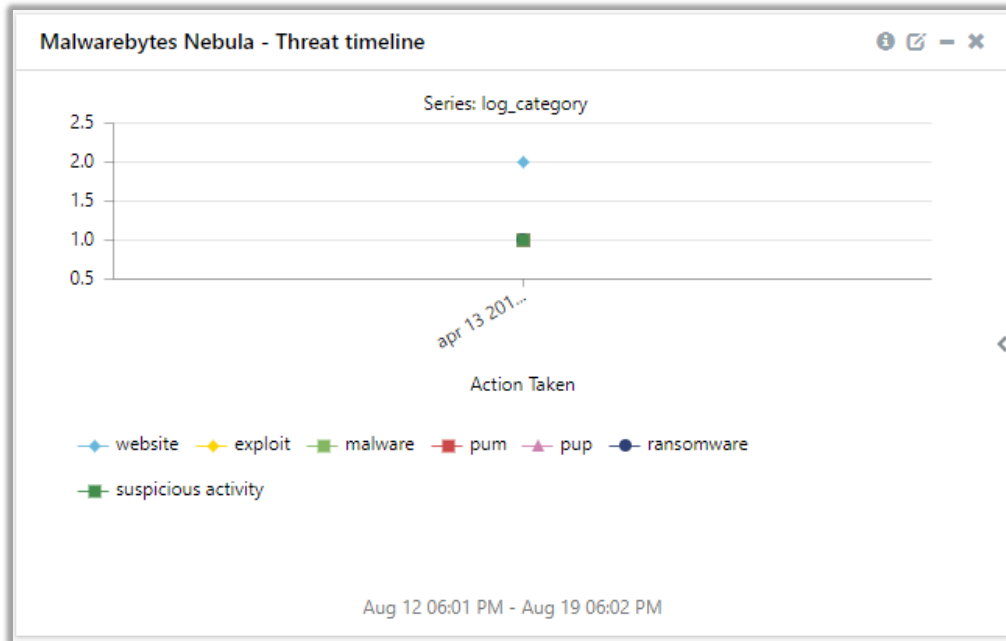 Malwarebytes Nebula - Threat timeline
Series: log_category
2.5
2.0
1.5
1.0
0.5
apr 13 201...
Action Taken
website exploit malware pum pup ransomware
suspicious activity
Aug 12 06:01 PM - Aug 19 06:02 PM